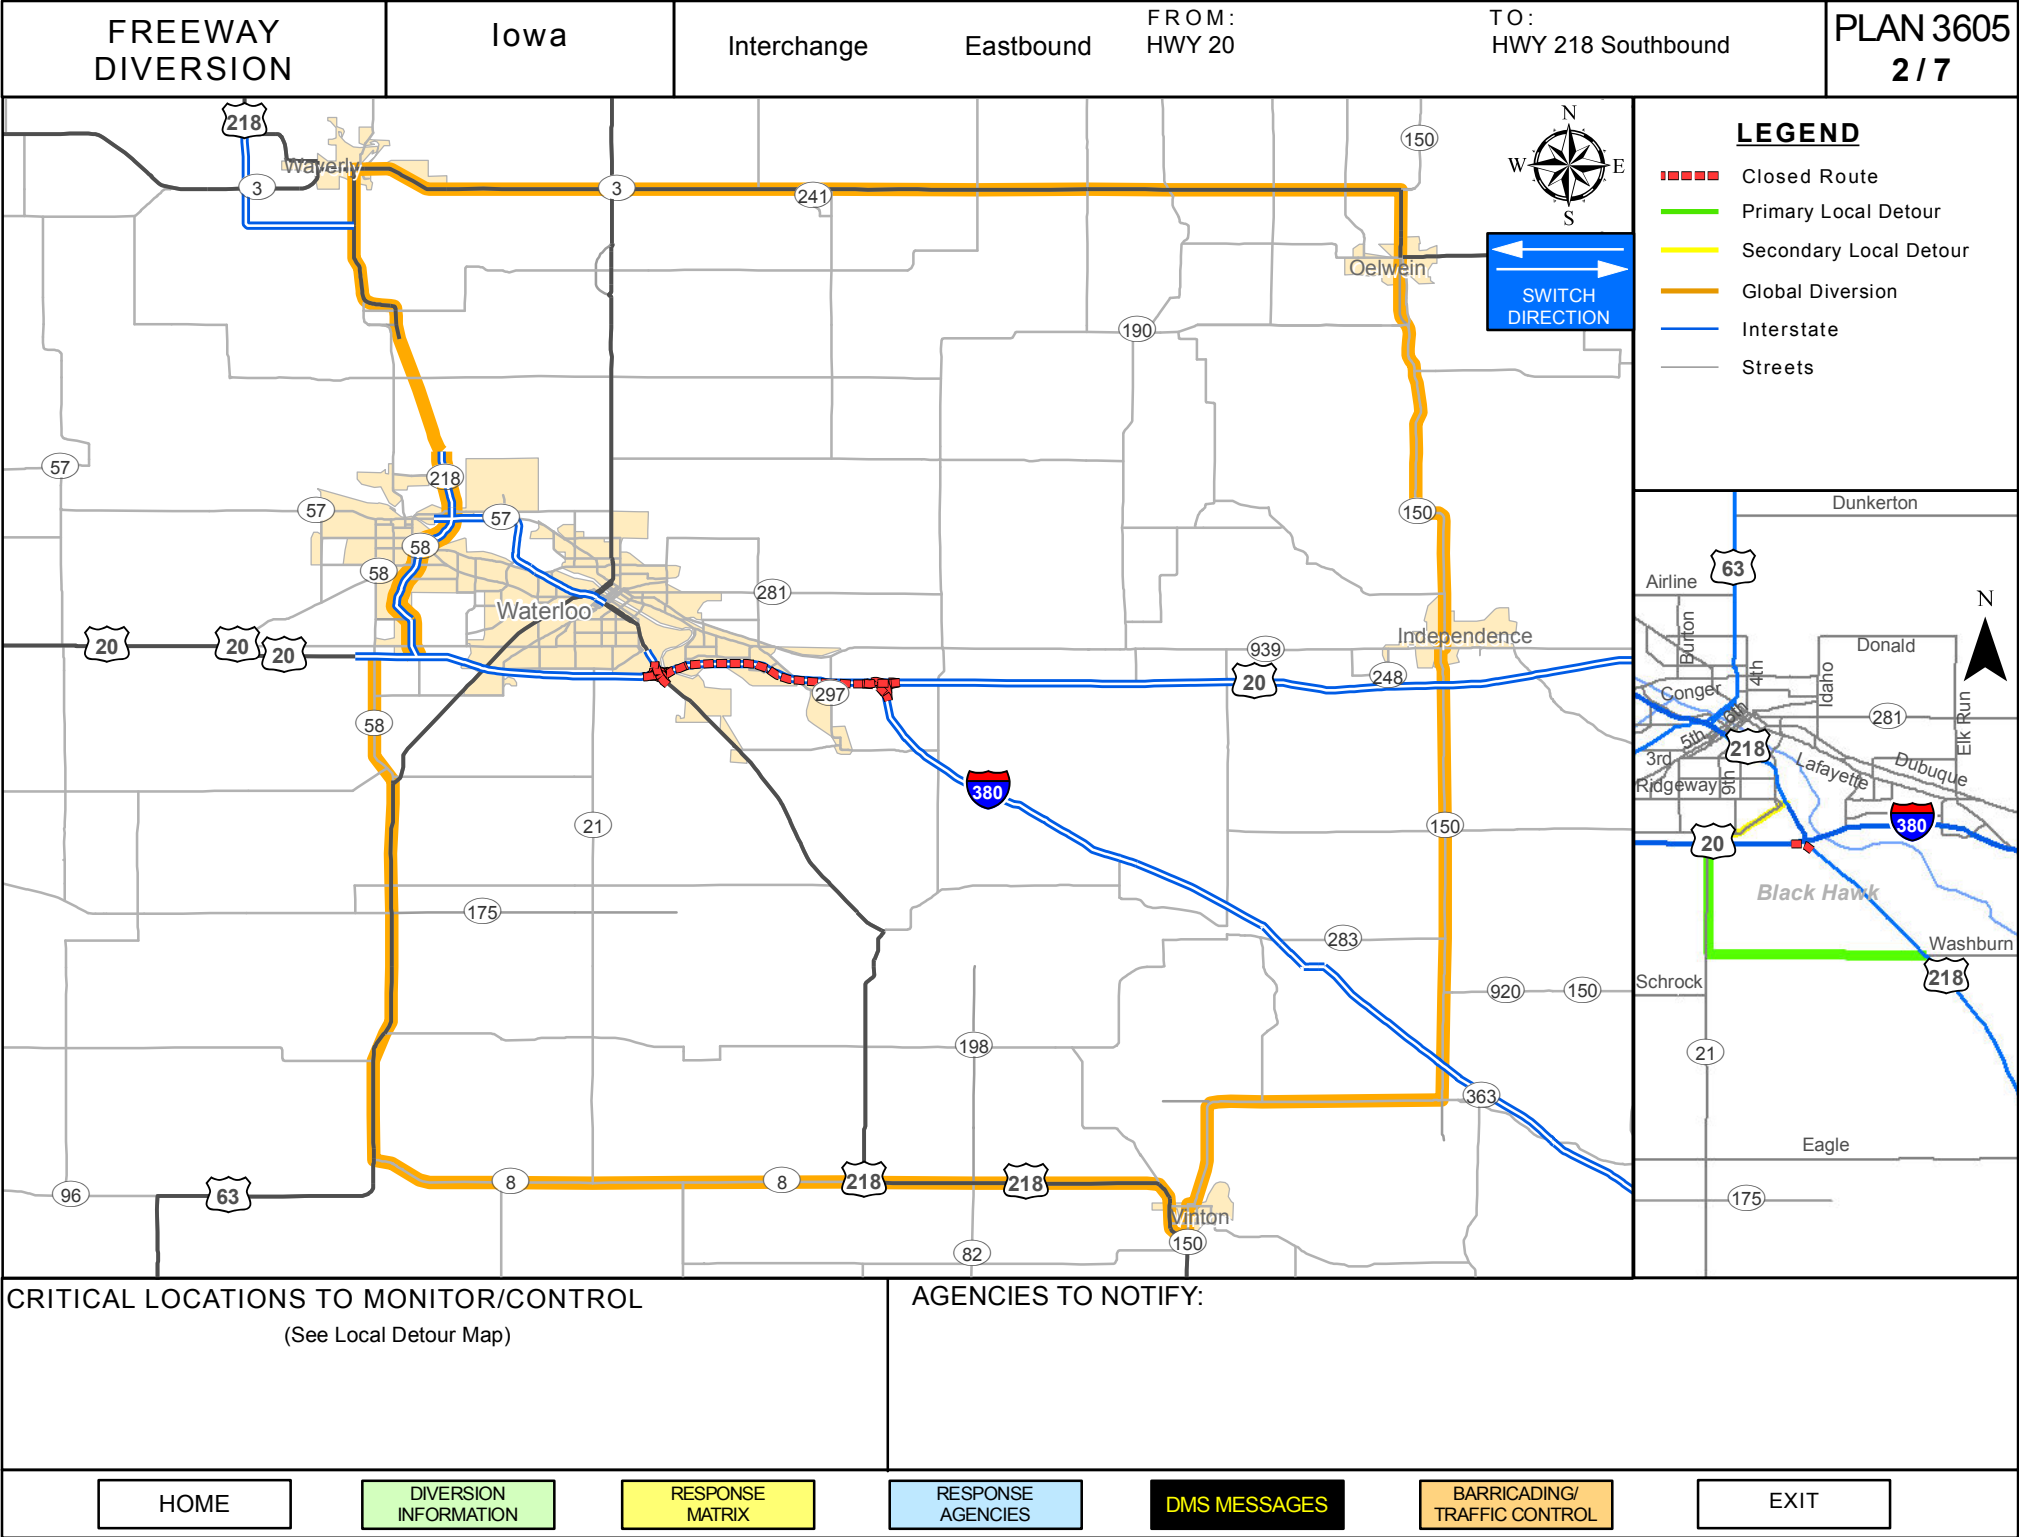 FREEWAY
DIVERSION
Iowa
Interchange
Eastbound
FROM:
HWY 20
TO:
HWY 218 Southbound
PLAN 3605
2 / 7
218
Waverly
3
3
241
150
N
W
E
S
Oelwein
SWITCH
DIRECTION
190
57
218
57
57
150
58
58
281
Waterloo
20
20
20
939
Independence
20
248
297
58
380
21
150
175
283
920
150
198
363
96
63
8
8
218
218
Vinton
150
82
LEGEND
Closed Route
Primary Local Detour
Secondary Local Detour
Global Diversion
Interstate
Streets
Dunkerton
63
Airline
N
Burton
Donald
4th
Idaho
Conger
6th
281
Elk Run
5th
218
3rd
Lafayette
Dubuque
Ridgeway
9th
380
20
Black Hawk
Washburn
218
Schrock
21
Eagle
175
CRITICAL LOCATIONS TO MONITOR/CONTROL
(See Local Detour Map)
AGENCIES TO NOTIFY:
HOME
DIVERSION
INFORMATION
RESPONSE
MATRIX
RESPONSE
AGENCIES
DMS MESSAGES
BARRICADING/
TRAFFIC CONTROL
EXIT